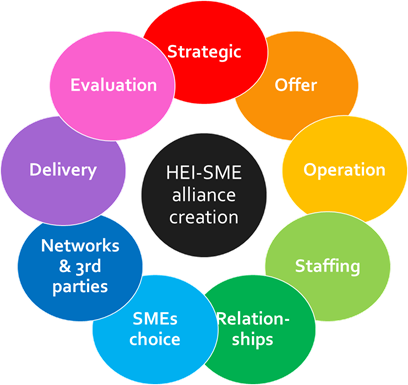 Strategic
Offer
Operation
Staffing
Relation-
ships
SMEs
choice
Networks
& 3rd
parties
Delivery
Evaluation
HEI-SME
alliance
creation